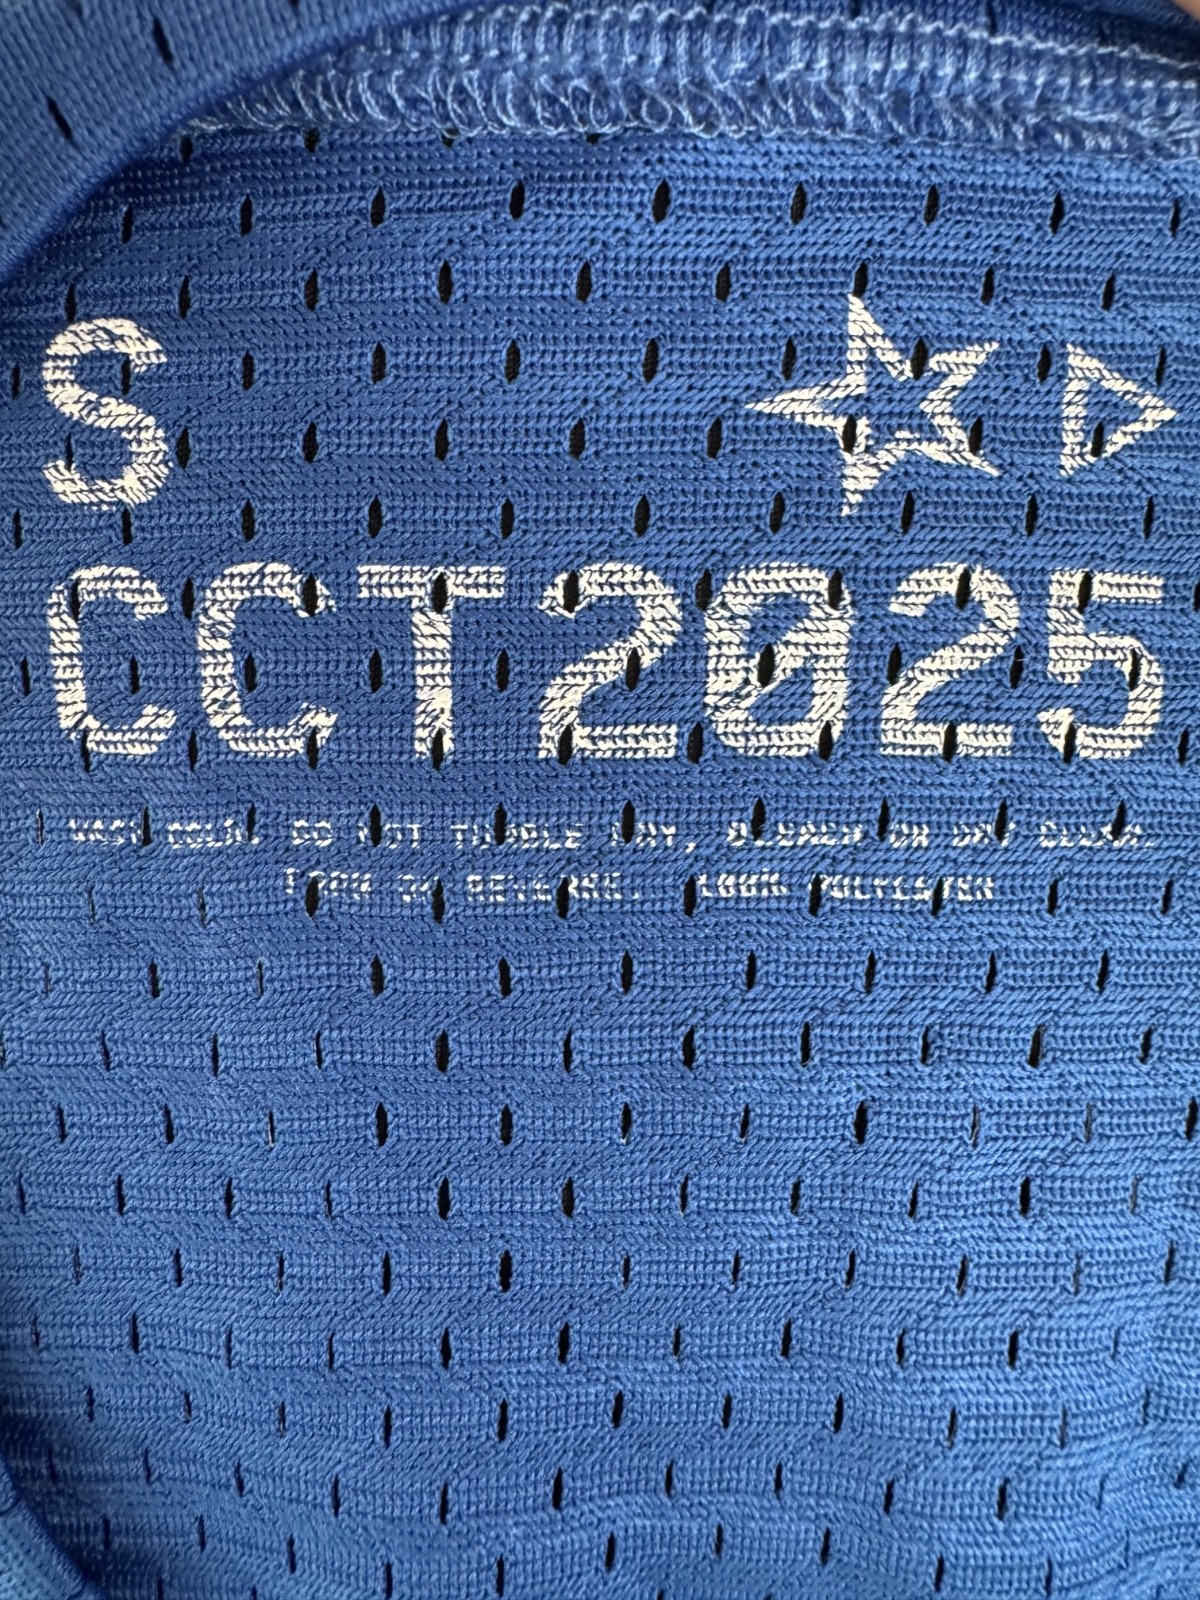 S
CCT2025
WASH COLD. DO NOT TUMBLE DRY, BLEACH OR DRY CLEAN.
IRON ON REVERSE. 100% POLYESTER